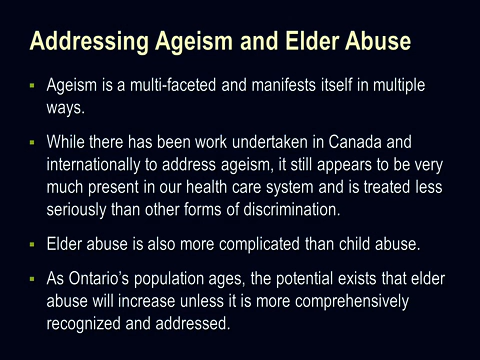 Addressing Ageism and Elder Abuse
▪ Ageism is a multi-faceted and manifests itself in multiple
ways.
▪ While there has been work undertaken in Canada and
internationally to address ageism, it still appears to be very
much present in our health care system and is treated less
seriously than other forms of discrimination.
▪ Elder abuse is also more complicated than child abuse.
▪ As Ontario’s population ages, the potential exists that elder
abuse will increase unless it is more comprehensively
recognized and addressed.